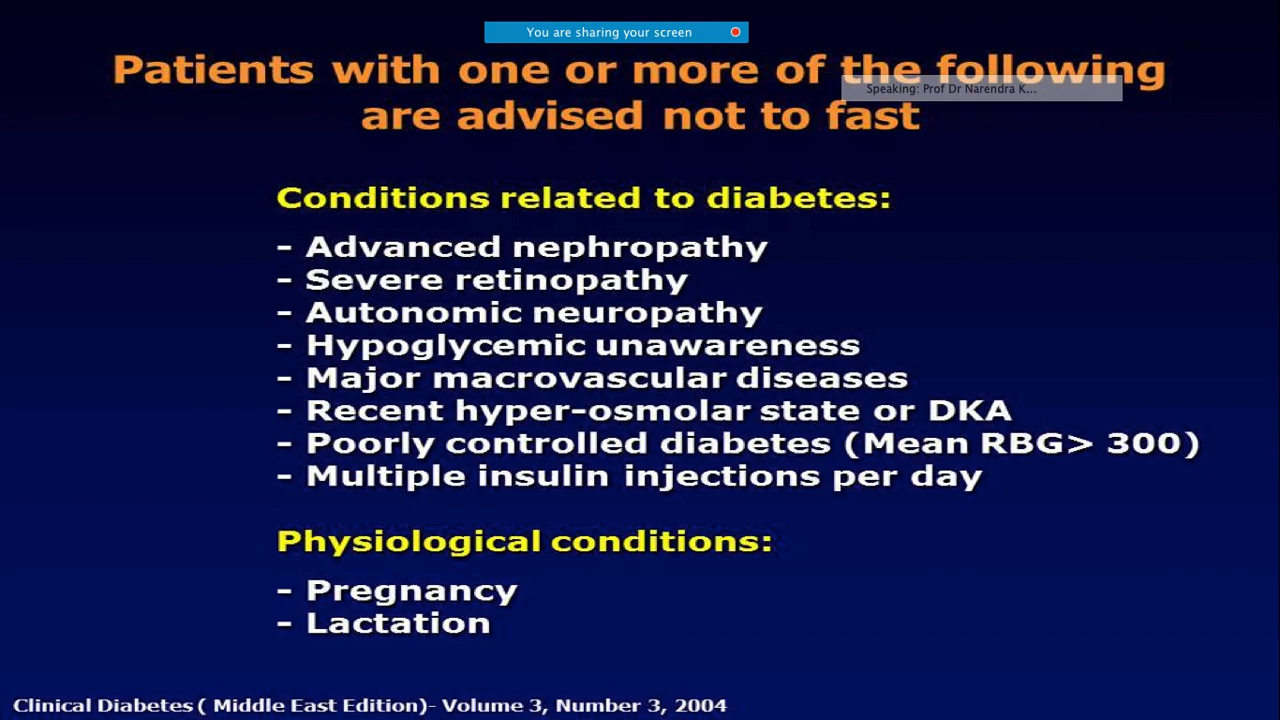 You are sharing your screen
Patients with one or more of the following
Speaking: Prof Dr Narendra K...
are advised not to fast
Conditions related to diabetes:
- Advanced nephropathy
- Severe retinopathy
- Autonomic neuropathy
- Hypoglycemic unawareness
- Major macrovascular diseases
- Recent hyper-osmolar state or DKA
- Poorly controlled diabetes (Mean RBG> 300)
- Multiple insulin injections per day
Physiological conditions:
- Pregnancy
- Lactation
Clinical Diabetes ( Middle East Edition)- Volume 3, Number 3, 2004